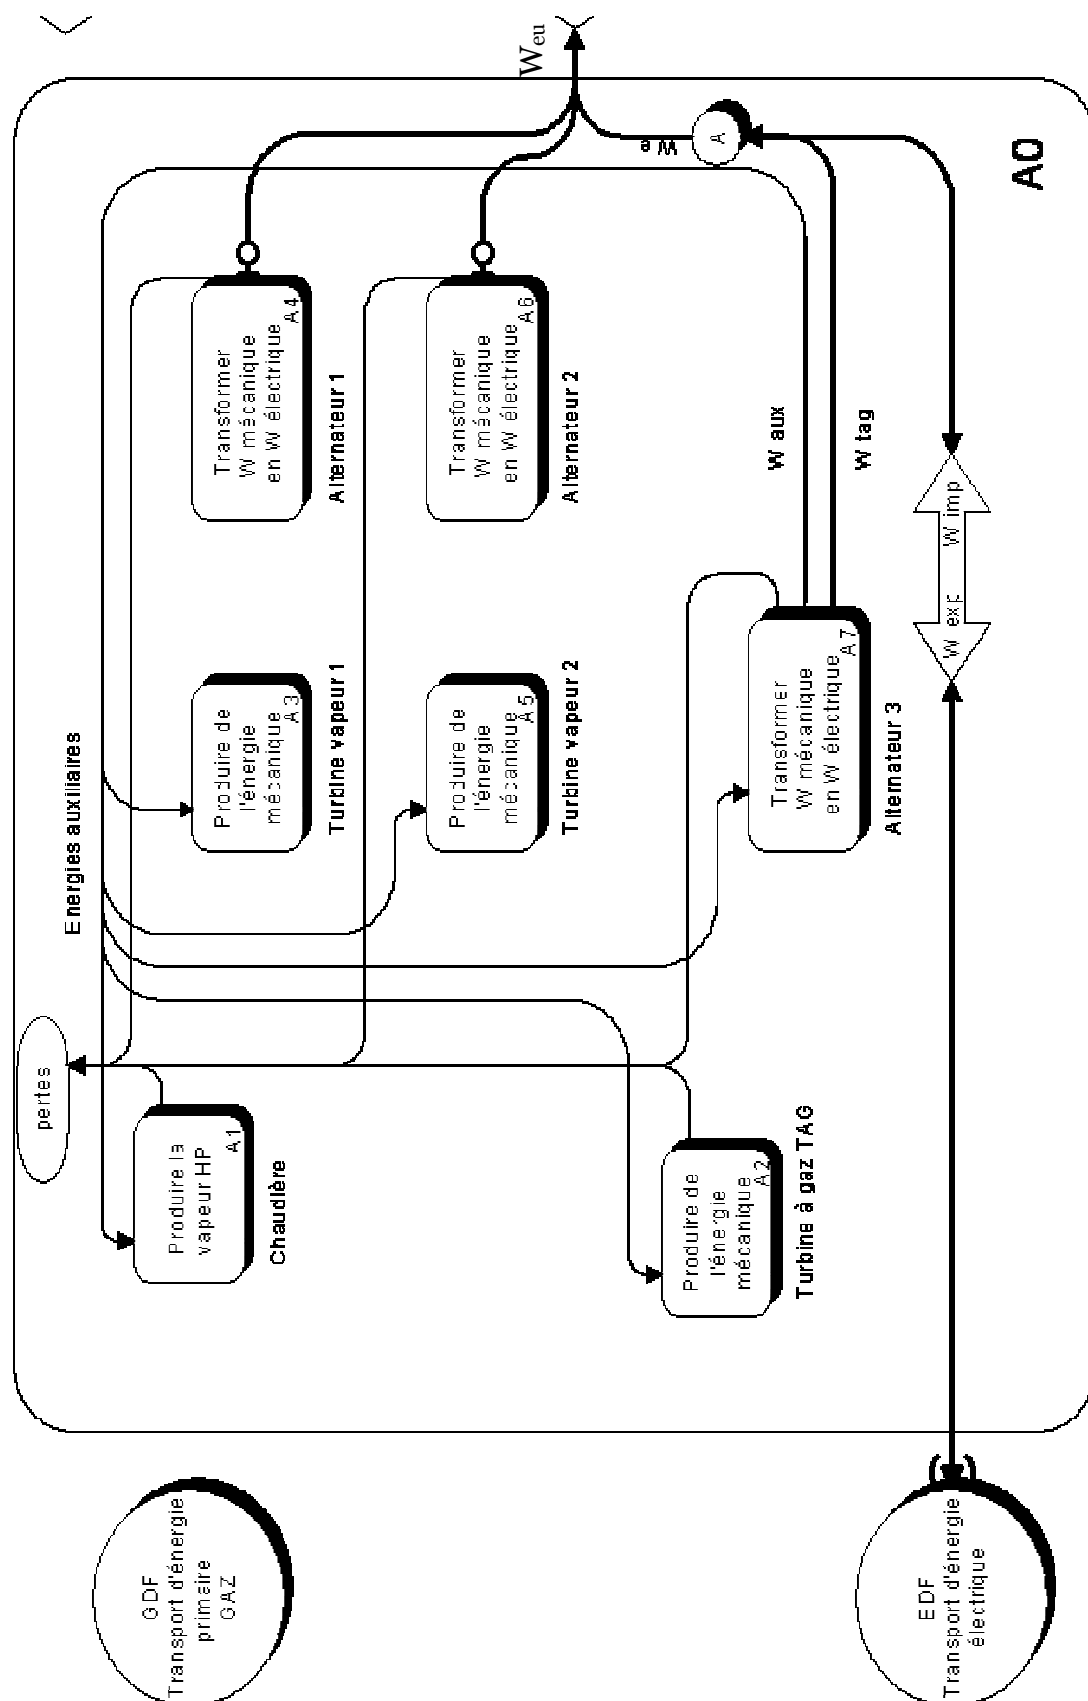 GDF
Transport d'énergie
primaire
GAZ
EDF
Transport d'énergie
électrique
pertes
Energies auxiliaires
Produire la
vapeur HP
A1
Chaudière
Produire de
l'énergie
mécanique
A3
Turbine vapeur 1
Transformer
W mécanique
en W électrique
A4
Alternateur 1
Produire de
l'énergie
mécanique
A5
Turbine vapeur 2
Transformer
W mécanique
en W électrique
A6
Alternateur 2
Produire de
l'énergie
mécanique
A2
Turbine à gaz TAG
Transformer
W mécanique
en W électrique
A7
Alternateur 3
W aux
W tag
W exp W imp
W e
A
Weu
A0